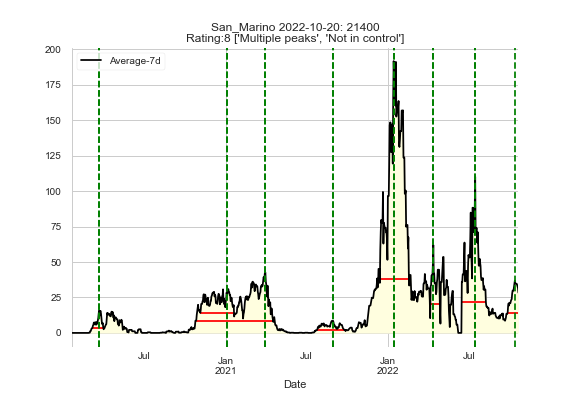 San_Marino 2022-10-20: 21400
Rating:8 ['Multiple peaks', 'Not in control']
Average-7d
200
175
150
125
100
75
50
25
0
Jul
Jan
2021
Jul
Jan
2022
Jul
Date